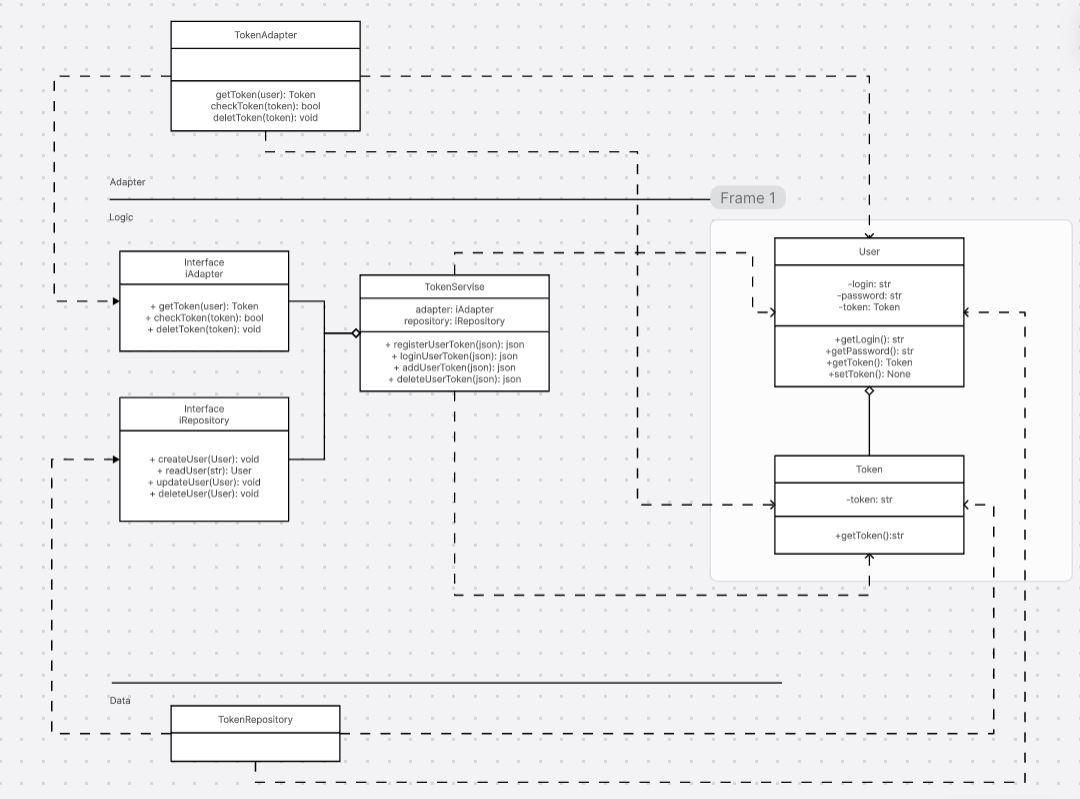 TokenAdapter
getToken(user): Token
checkToken(token): bool
deletToken(token): void
Adapter
Logic
Frame 1
Interface
iAdapter
+ getToken(user): Token
+ checkToken(token): bool
+ deletToken(token): void
TokenServise
adapter: iAdapter
repository: iRepository
+ registerUserToken(json): json
+ loginUserToken(json): json
+ addUserToken(json): json
+ deleteUserToken(json): json
User
-login: str
-password: str
-token: Token
+getLogin(): str
+getPassword(): str
+getToken(): Token
+setToken(): None
Interface
iRepository
+ createUser(User): void
+ readUser(str): User
+ updateUser(User): void
+ deleteUser(User): void
Token
-token: str
+getToken():str
Data
TokenRepository